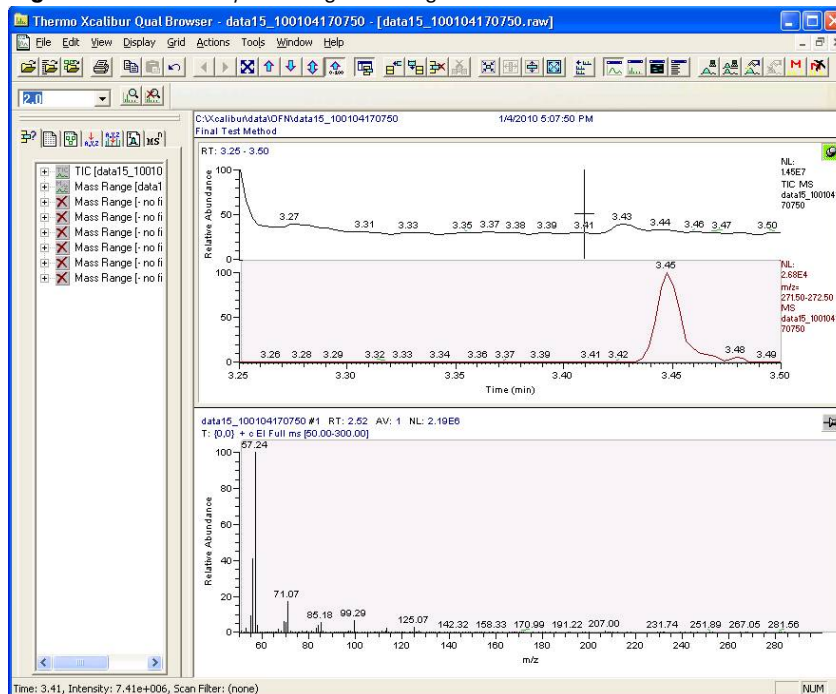 Thermo Xcalibur Qual Browser - data15_100104170750 - [data15_100104170750.raw]
File Edit View Display Grid Actions Tools Window Help
2.0
C:\Xcalibur\data\OFN\data15_100104170750 1/4/2010 5:07:50 PM
Final Test Method
TIC [data15_10010
Mass Range [data1
Mass Range [- no fi
Mass Range [- no fi
Mass Range [- no fi
Mass Range [- no fi
Mass Range [- no fi
Mass Range [- no fi
RT: 3.25 - 3.50
NL:
1.45E7
TIC MS
data15_100104
70750
Relative Abundance
100
50
0
3.27 3.31 3.33 3.35 3.37 3.38 3.39 3.41 3.43 3.44 3.46 3.47 3.50
NL:
2.68E4
m/z=
271.50-272.50
MS
data15_100104
70750
100
50
0
3.45
3.26 3.28 3.29 3.32 3.33 3.34 3.36 3.37 3.39 3.41 3.42 3.48 3.49
3.25 3.30 3.35 3.40 3.45 3.50
Time (min)
data15_100104170750 #1 RT: 2.52 AV: 1 NL: 2.19E6
T: {0,0} + c EI Full ms [50.00-300.00]
Relative Abundance
100
80
60
40
20
0
57.24
71.07
85.18 99.29 125.07 142.32 158.33 170.99 191.22 207.00 231.74 251.89 267.05 281.56
60 80 100 120 140 160 180 200 220 240 260 280
m/z
Time: 3.41, Intensity: 7.41e+006, Scan Filter: (none) NUM